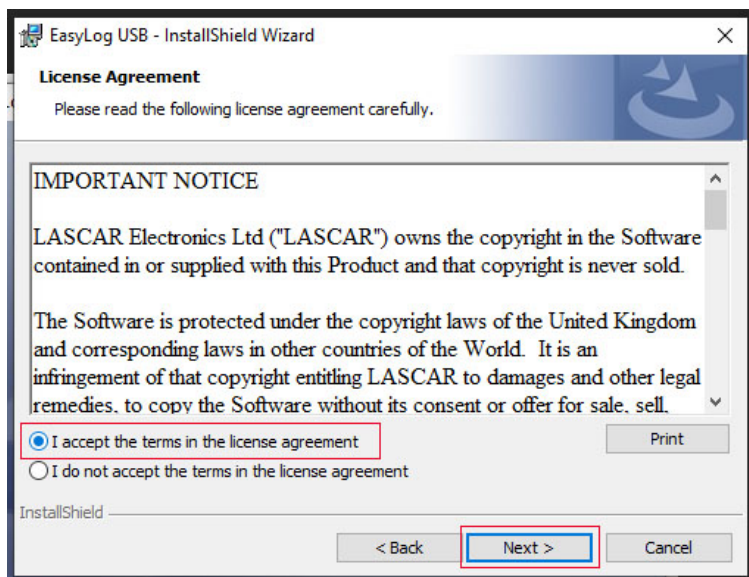 EasyLog USB - InstallShield Wizard
License Agreement
Please read the following license agreement carefully.
IMPORTANT NOTICE
LASCAR Electronics Ltd ("LASCAR") owns the copyright in the Software
contained in or supplied with this Product and that copyright is never sold.
The Software is protected under the copyright laws of the United Kingdom
and corresponding laws in other countries of the World.  It is an
infringement of that copyright entitling LASCAR to damages and other legal
remedies, to copy the Software without its consent or offer for sale, sell,
I accept the terms in the license agreement
Print
I do not accept the terms in the license agreement
InstallShield
< Back
Next >
Cancel